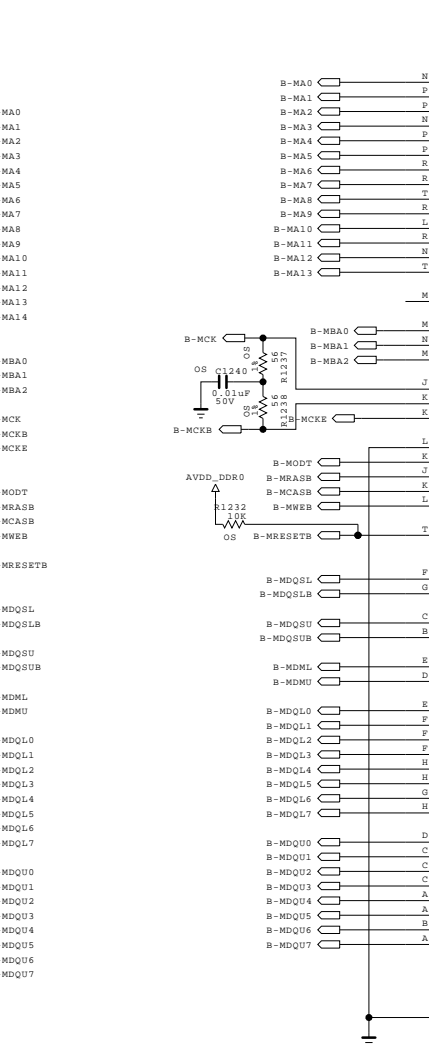 B-MA0 N
B-MA1 P
MA0 B-MA2 P
MA1 B-MA3 N
MA2 B-MA4 P
MA3 B-MA5 P
MA4 B-MA6 R
MA5 B-MA7 R
MA6 B-MA8 T
MA7 B-MA9 R
MA8 B-MA10 L
MA9 B-MA11 R
MA10 B-MA12 N
MA11 B-MA13 T
MA12
MA13 M
MA14
B-MBA0 M
B-MCK B-MBA1 N
MBA0 B-MBA2 M
MBA1
MBA2
OS C1240
0.01uF
50V
OS
1%
56
R1237
OS
1%
56
R1238
J
K
MCK B-MCKE K
MCKB B-MCKB
MCKE L
B-MODT K
AVDD_DDR0 B-MRASB J
MODT B-MCASB K
MRASB R1232 B-MWEB L
MCASB 10K
MWEB OS B-MRESETB T
MRESETB
B-MDQSL F
B-MDQSLB G
MDQSL
MDQSLB B-MDQSU C
B-MDQSUB B
MDQSU
MDQSUB B-MDML E
B-MDMU D
MDML
MDMU B-MDQL0 E
B-MDQL1 F
MDQL0 B-MDQL2 F
MDQL1 B-MDQL3 F
MDQL2 B-MDQL4 H
MDQL3 B-MDQL5 H
MDQL4 B-MDQL6 G
MDQL5 B-MDQL7 H
MDQL6
MDQL7 B-MDQU0 D
B-MDQU1 C
MDQU0 B-MDQU2 C
MDQU1 B-MDQU3 C
MDQU2 B-MDQU4 A
MDQU3 B-MDQU5 A
MDQU4 B-MDQU6 B
MDQU5 B-MDQU7 A
MDQU6
MDQU7